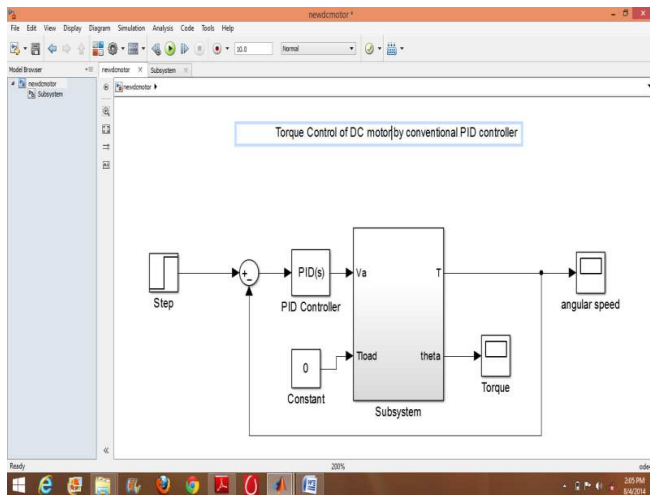 newdcmotor *
File Edit View Display Diagram Simulation Analysis Code Tools Help
10.0 Normal
Model Browser newdcmotor Subsystem
newdcmotor
Subsystem
newdcmotor
Torque Control of DC motor by conventional PID controller
Step
+
-
PID(s)
PID Controller
Va
T
angular speed
0
Constant
Tload
theta
Torque
Subsystem
Ready 200%
2:05 PM
8/4/2014